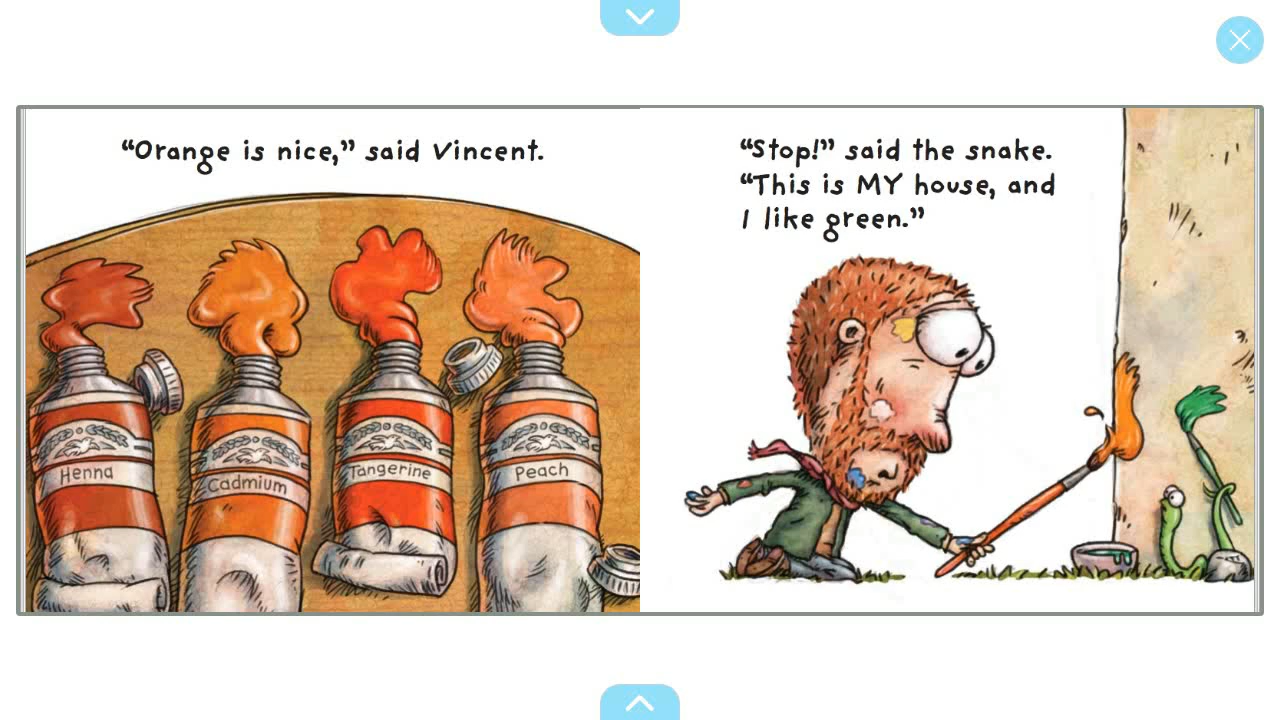 “Orange is nice,” said Vincent.
Henna
Cadmium
Tangerine
Peach
“Stop!” said the snake.
“This is MY house, and
I like green.”